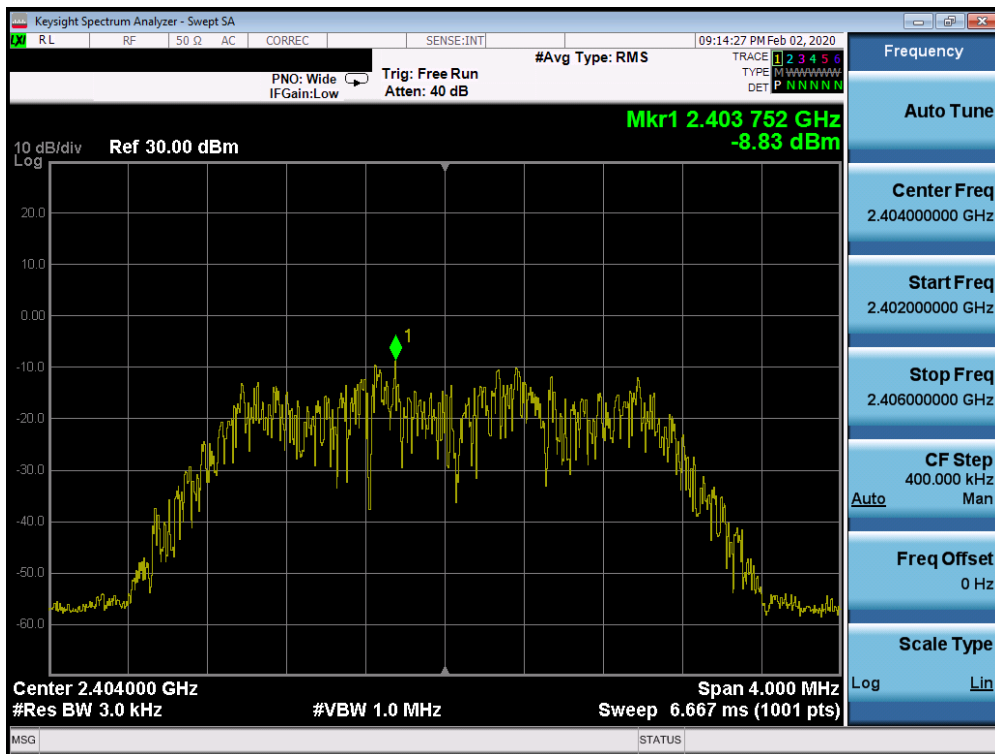 Keysight Spectrum Analyzer - Swept SA
LXI RL RF 50 Ω AC CORREC SENSE:INT 09:14:27 PM Feb 02, 2020
#Avg Type: RMS TRACE 1 2 3 4 5 6
PNO: Wide Trig: Free Run TYPE M WWWWW
IFGain:Low Atten: 40 dB DET P N N N N N
Mkr1 2.403 752 GHz
-8.83 dBm
10 dB/div Ref 30.00 dBm
Log
20.0
10.0
0.00
1
-10.0
-20.0
-30.0
-40.0
-50.0
-60.0
Center 2.404000 GHz Span 4.000 MHz
#Res BW 3.0 kHz #VBW 1.0 MHz Sweep 6.667 ms (1001 pts)
MSG STATUS
Frequency
Auto Tune
Center Freq
2.404000000 GHz
Start Freq
2.402000000 GHz
Stop Freq
2.406000000 GHz
CF Step
400.000 kHz
Auto Man
Freq Offset
0 Hz
Scale Type
Log Lin